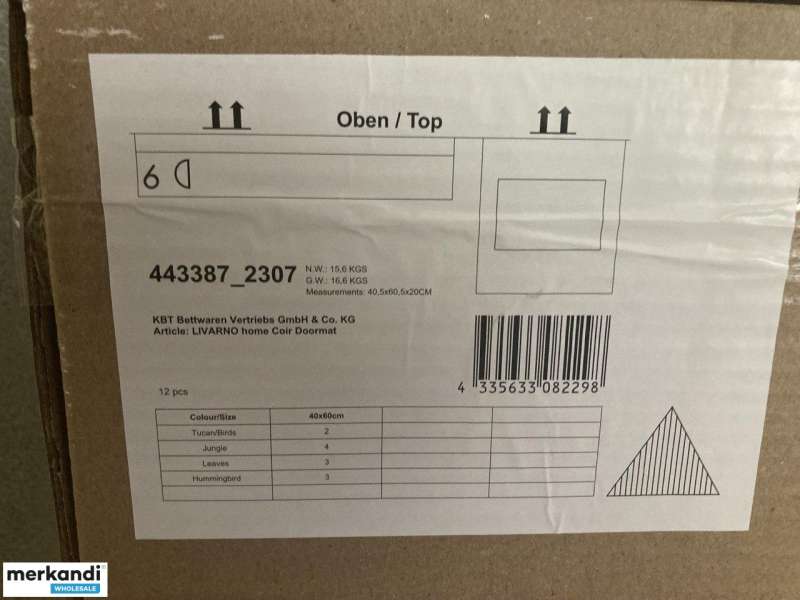 Oben / Top
6
443387_2307
N.W.: 15,6 KGS
G.W.: 16,6 KGS
Measurements: 40,5x60,5x20CM
KBT Bettwaren Vertriebs GmbH & Co. KG
Article: LIVARNO home Coir Doormat
4 335633 082298
12 pcs
Colour/Size 40x60cm
Tucan/Birds 2
Jungle 4
Leaves 3
Hummingbird 3
merkandi
WHOLESALE